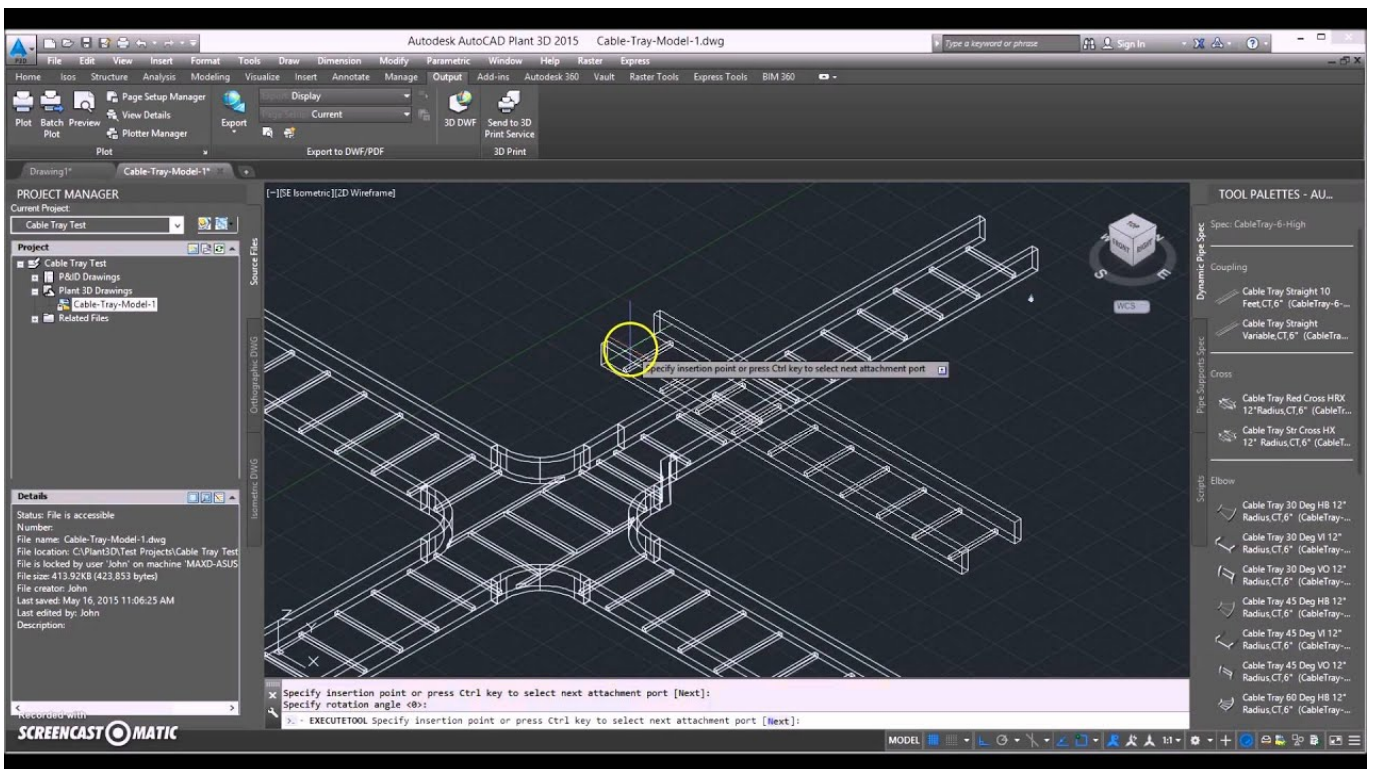 Autodesk AutoCAD Plant 3D 2015 Cable-Tray-Model-1.dwg
Type a keyword or phrase
Sign In
File Edit View Insert Format Tools Draw Dimension Modify Parametric Window Help Raster Express
Home Isos Structure Analysis Modeling Visualize Insert Annotate Manage Output Add-ins Autodesk 360 Vault Raster Tools Express Tools BIM 360
Plot
Batch Plot
Preview
Page Setup Manager
View Details
Plotter Manager
Plot
Export
Display
Current
Export to DWF/PDF
3D DWF
Send to 3D
Print Service
3D Print
Drawing1*
Cable-Tray-Model-1*
PROJECT MANAGER
Current Project:
Cable Tray Test
Project
Cable Tray Test
P&ID Drawings
Plant 3D Drawings
Cable-Tray-Model-1
Related Files
Source Files
Orthographic DWG
Isometric DWG
Details
Status: File is accessible
Number:
File name: Cable-Tray-Model-1.dwg
File location: C:\Plant3D\Test Projects\Cable Tray Test
File is locked by user 'John' on machine 'MAXD-ASUS
File size: 413.92KB (423,853 bytes)
File creator: John
Last saved: May 16, 2015 11:06:25 AM
Last edited by: John
Description:
[−][SE Isometric][2D Wireframe]
TOP
FRONT
RIGHT
S
E
WCS
Specify insertion point or press Ctrl key to select next attachment port
Z
Y
X
Specify insertion point or press Ctrl key to select next attachment port [Next]:
Specify rotation angle <0>:
EXECUTETOOL Specify insertion point or press Ctrl key to select next attachment port [Next]:
MODEL
1:1
TOOL PALETTES - AU...
Dynamic Pipe Spec
Pipe Supports Spec
Scripts
Spec: CableTray-6-High
Coupling
Cable Tray Straight 10
Feet,CT,6" (CableTray-6-...
Cable Tray Straight
Variable,CT,6" (CableTra...
Cross
Cable Tray Red Cross HRX
12"Radius,CT,6" (CableTr...
Cable Tray Str Cross HX
12" Radius,CT,6" (CableT...
Elbow
Cable Tray 30 Deg HB 12"
Radius,CT,6" (CableTray-...
Cable Tray 30 Deg VI 12"
Radius,CT,6" (CableTray-...
Cable Tray 30 Deg VO 12"
Radius,CT,6" (CableTray-...
Cable Tray 45 Deg HB 12"
Radius,CT,6" (CableTray-...
Cable Tray 45 Deg VI 12"
Radius,CT,6" (CableTray-...
Cable Tray 45 Deg VO 12"
Radius,CT,6" (CableTray-...
Cable Tray 60 Deg HB 12"
Radius,CT,6" (CableTray-...
Recorded with
SCREENCAST O MATIC